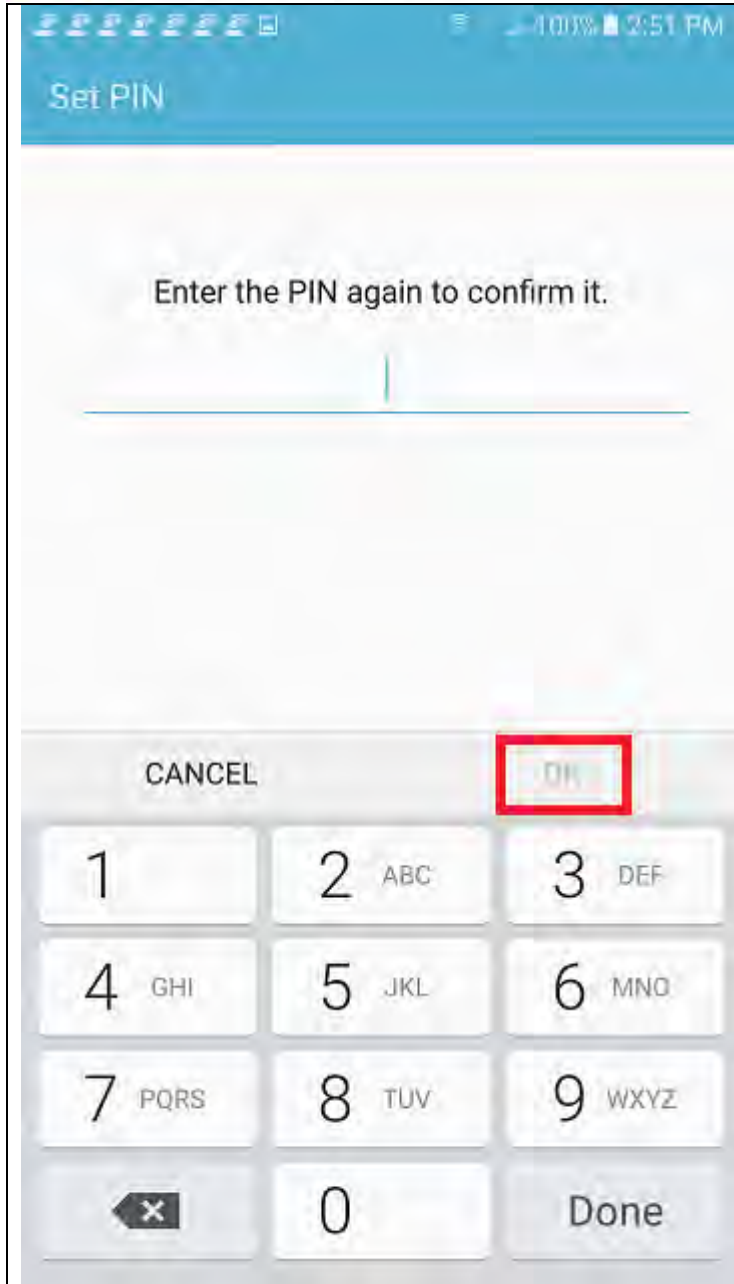 100% 2:51 PM
Set PIN
Enter the PIN again to confirm it.
CANCEL OK
1 2 ABC 3 DEF
4 GHI 5 JKL 6 MNO
7 PQRS 8 TUV 9 WXYZ
0 Done